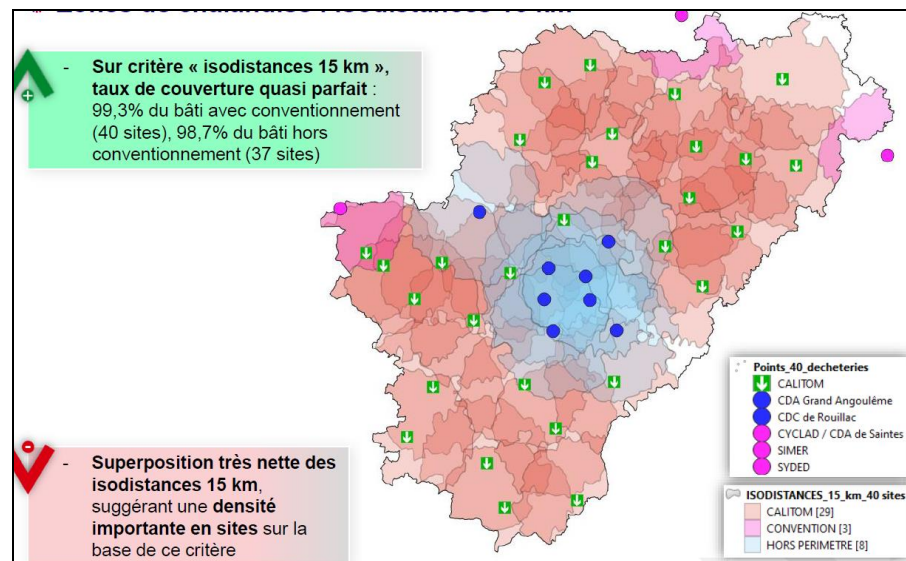 - Sur critère « isodistances 15 km »,
taux de couverture quasi parfait :
99,3% du bâti avec conventionnement
(40 sites), 98,7% du bâti hors
conventionnement (37 sites)
- Superposition très nette des
isodistances 15 km,
suggérant une densité
importante en sites sur la
base de ce critère
Points_40_decheteries
CALITOM
CDA Grand Angoulême
CDC de Rouillac
CYCLAD / CDA de Saintes
SIMER
SYDED
ISODISTANCES_15_km_40 sites
CALITOM [29]
CONVENTION [3]
HORS PERIMETRE [8]